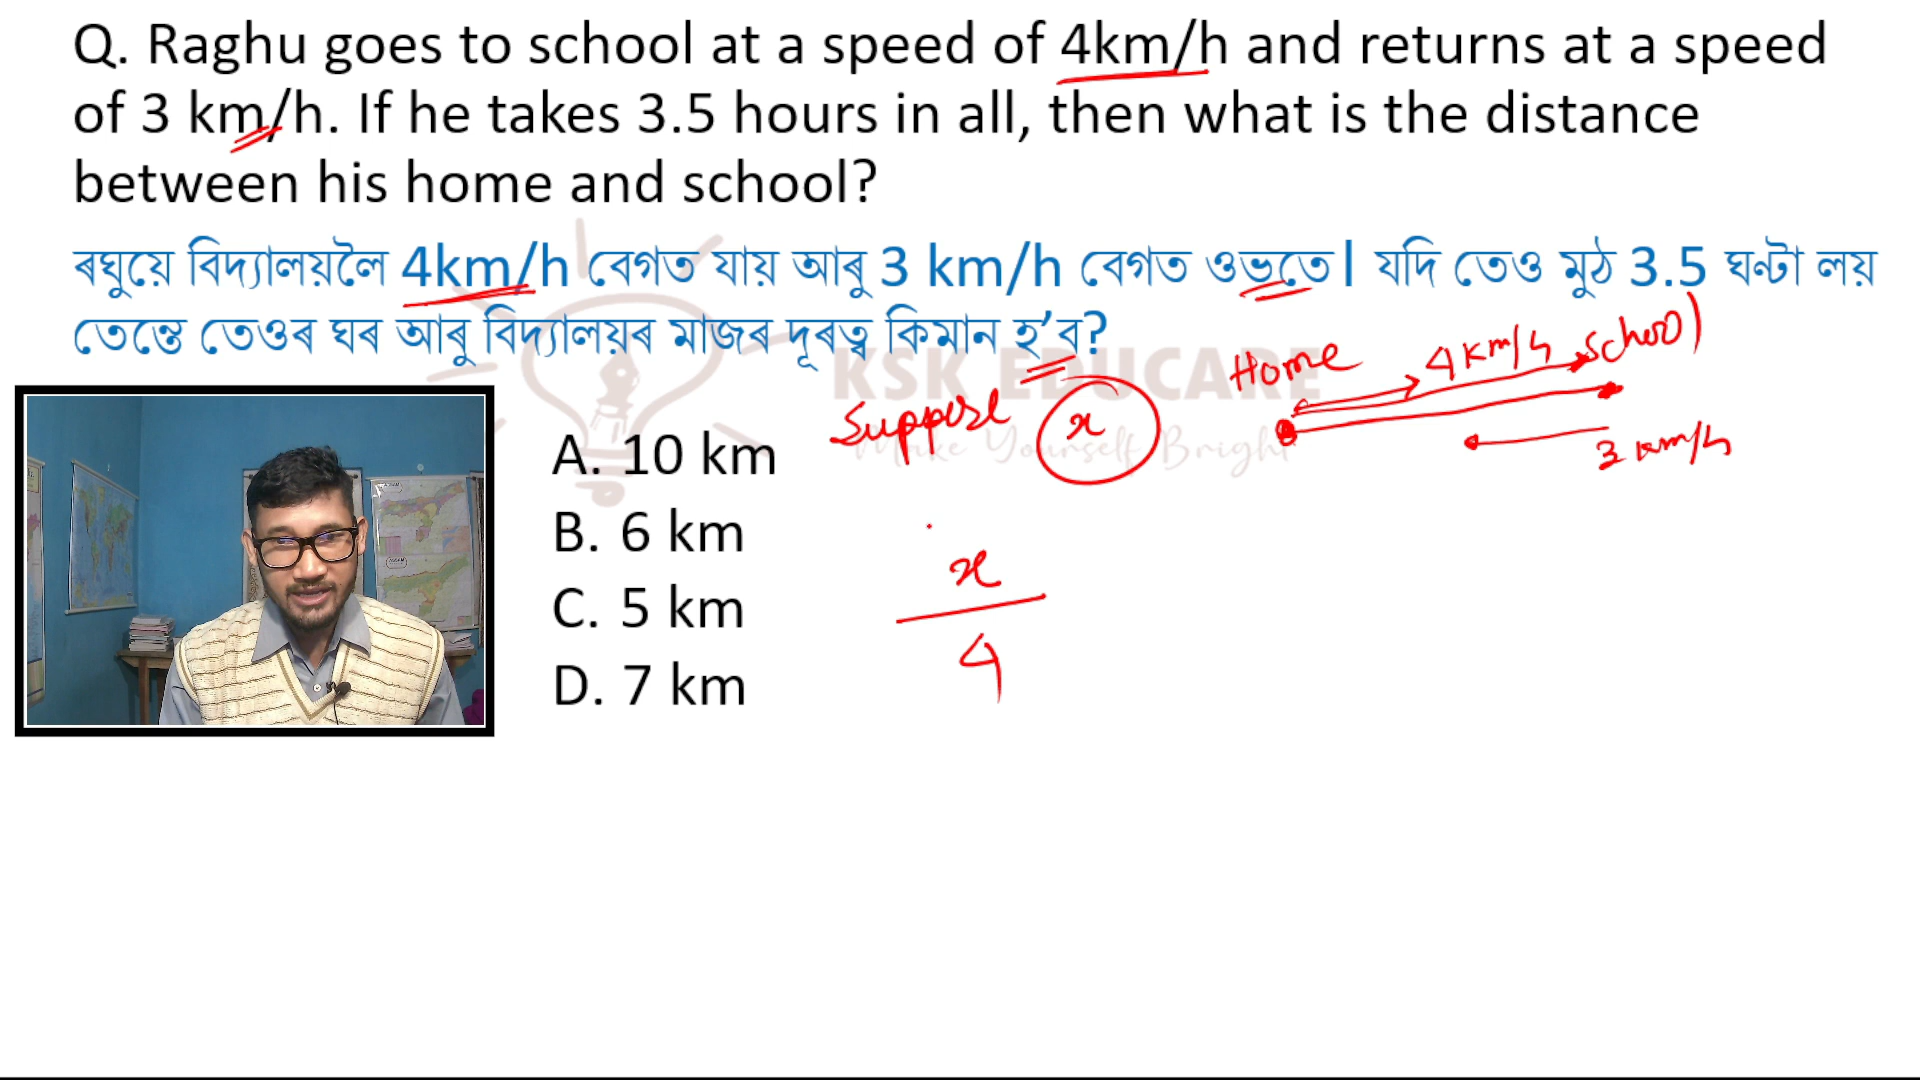 Q. Raghu goes to school at a speed of 4km/h and returns at a speed
of 3 km/h. If he takes 3.5 hours in all, then what is the distance
between his home and school?
ৰঘুয়ে বিদ্যালয়লৈ 4km/h বেগত যায় আৰু 3 km/h বেগত ওভতে। যদি তেও মুঠ 3.5 ঘণ্টা লয়
তেন্তে তেওৰ ঘৰ আৰু বিদ্যালয়ৰ মাজৰ দূৰত্ব কিমান হ'ব?
KSK EDUCARE
Make Yourself Bright
Suppose x
Home 4 km/h School
3 km/h
A. 10 km
B. 6 km
C. 5 km
D. 7 km
x
4